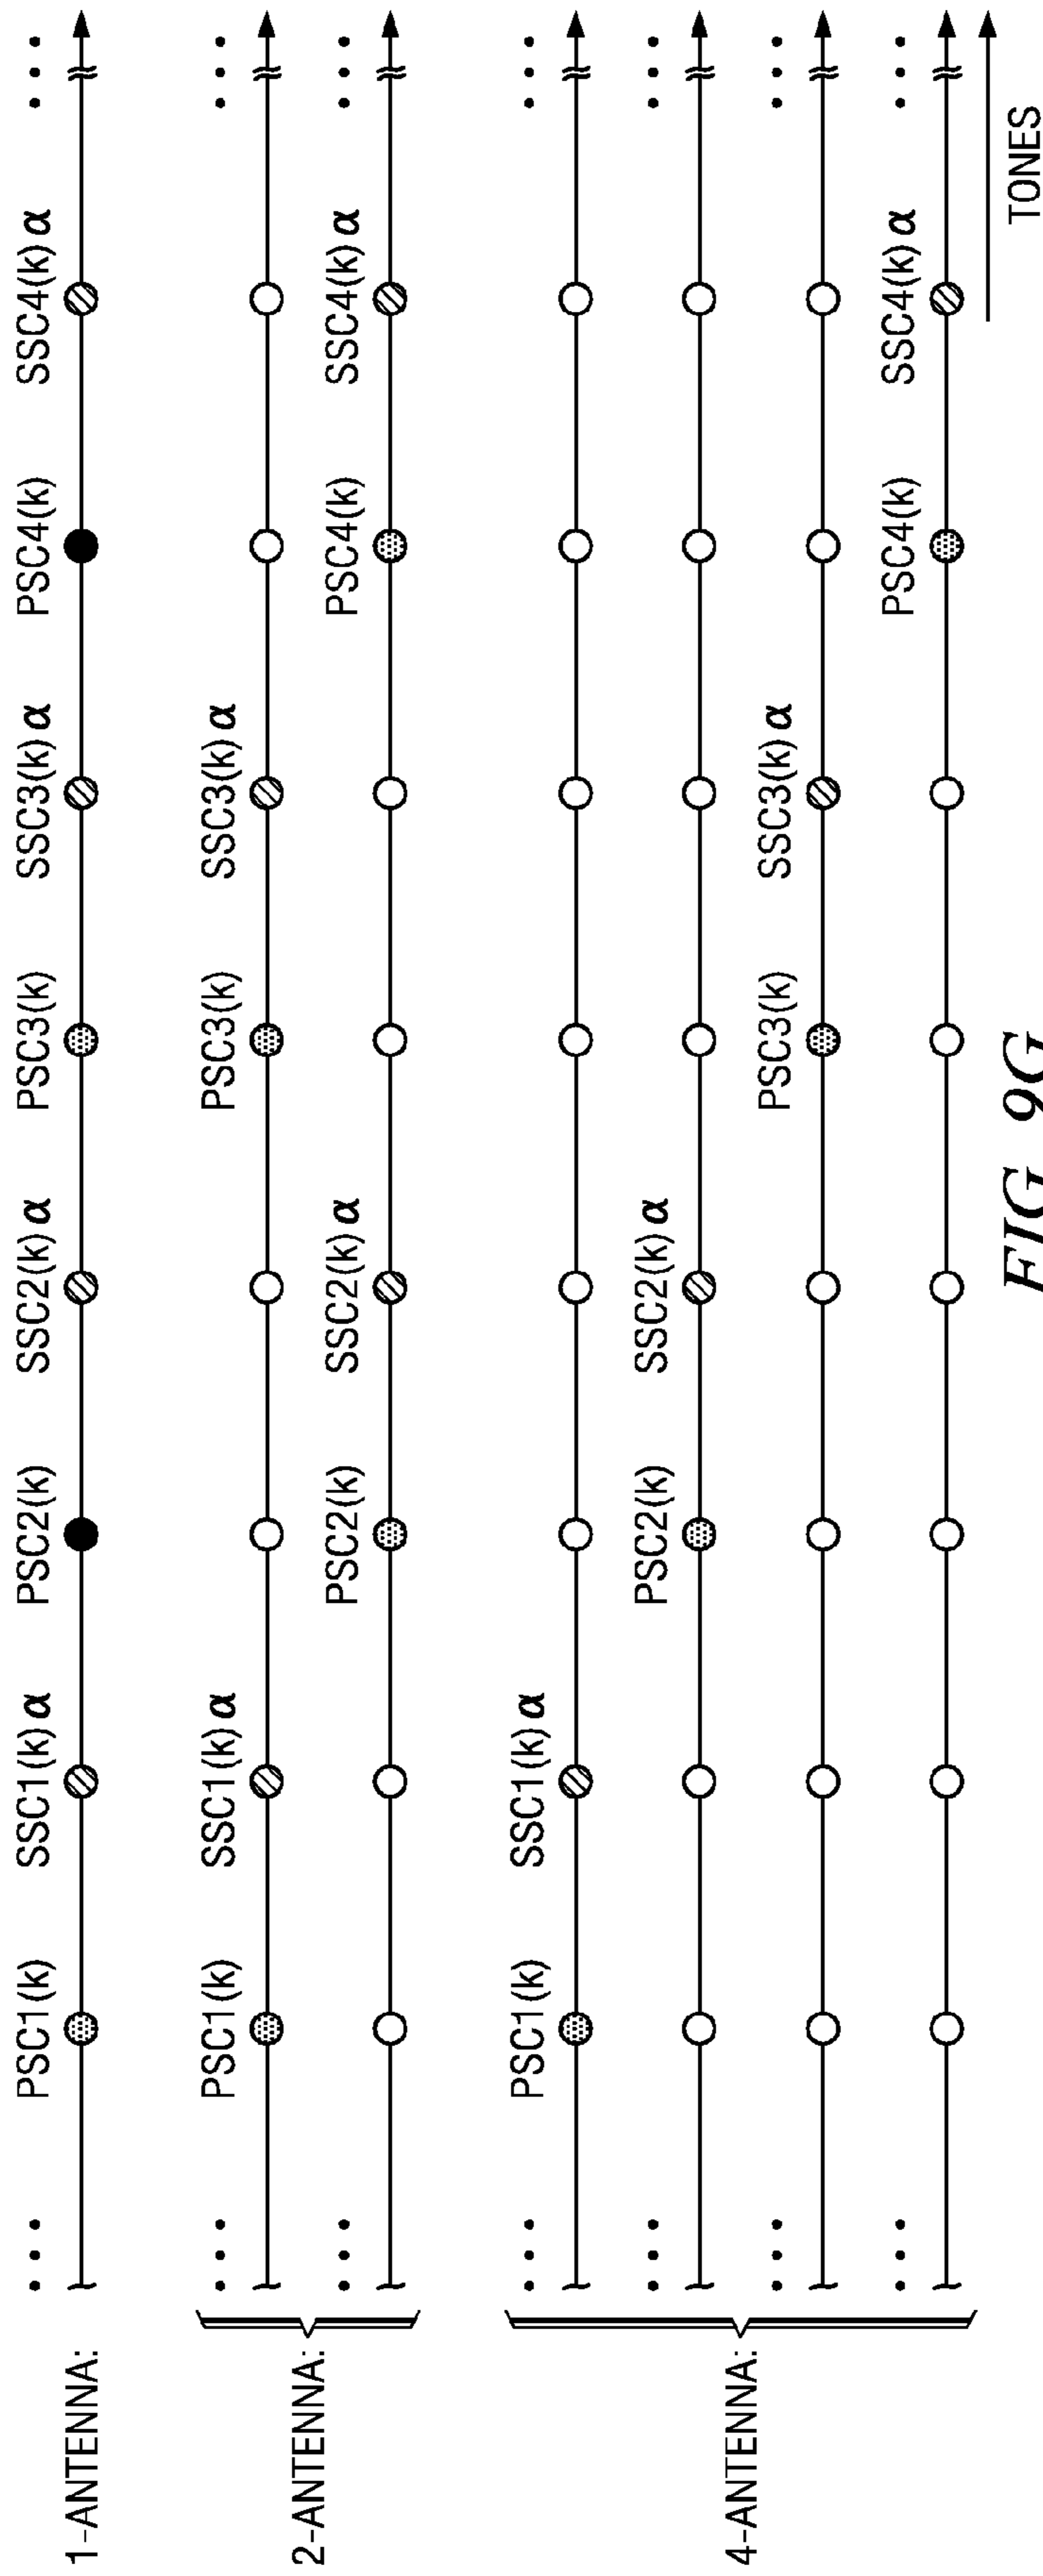 1-ANTENNA:
PSC1(k) SSC1(k)α PSC2(k) SSC2(k)α PSC3(k) SSC3(k)α PSC4(k) SSC4(k)α
2-ANTENNA:
PSC1(k) SSC1(k)α PSC3(k) SSC3(k)α
PSC2(k) SSC2(k)α PSC4(k) SSC4(k)α
4-ANTENNA:
PSC1(k) SSC1(k)α
PSC2(k) SSC2(k)α
PSC3(k) SSC3(k)α
PSC4(k) SSC4(k)α
TONES
FIG 9G